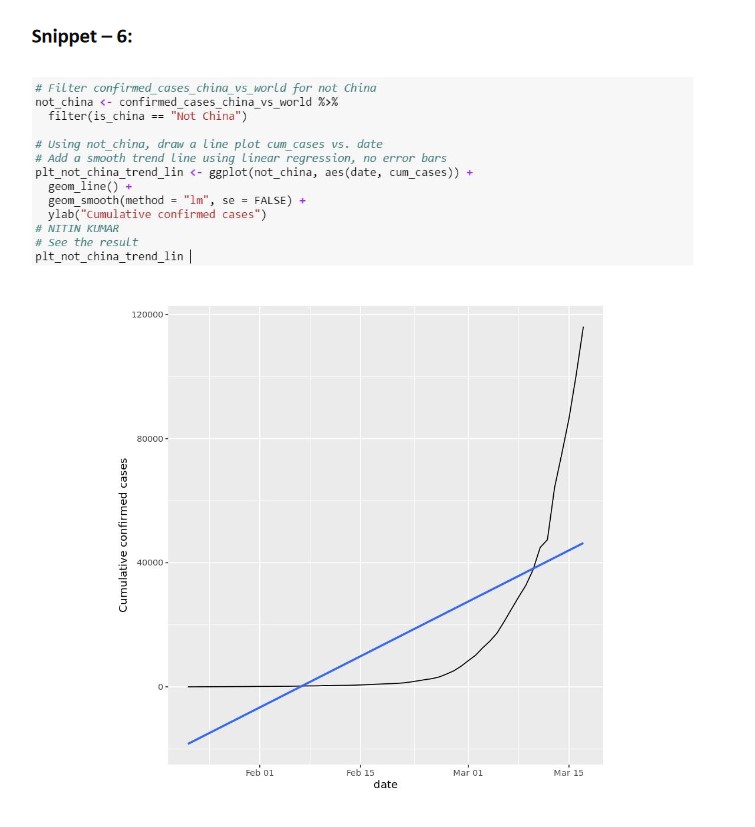 Snippet – 6:
# Filter confirmed_cases_china_vs_world for not China
not_china <- confirmed_cases_china_vs_world %>%
  filter(is_china == "Not China")
# Using not_china, draw a line plot cum_cases vs. date
# Add a smooth trend line using linear regression, no error bars
plt_not_china_trend_lin <- ggplot(not_china, aes(date, cum_cases)) +
  geom_line() +
  geom_smooth(method = "lm", se = FALSE) +
  ylab("Cumulative confirmed cases")
# NITIN KUMAR
# See the result
plt_not_china_trend_lin
120000
80000
40000
0
Cumulative confirmed cases
Feb 01
Feb 15
Mar 01
Mar 15
date